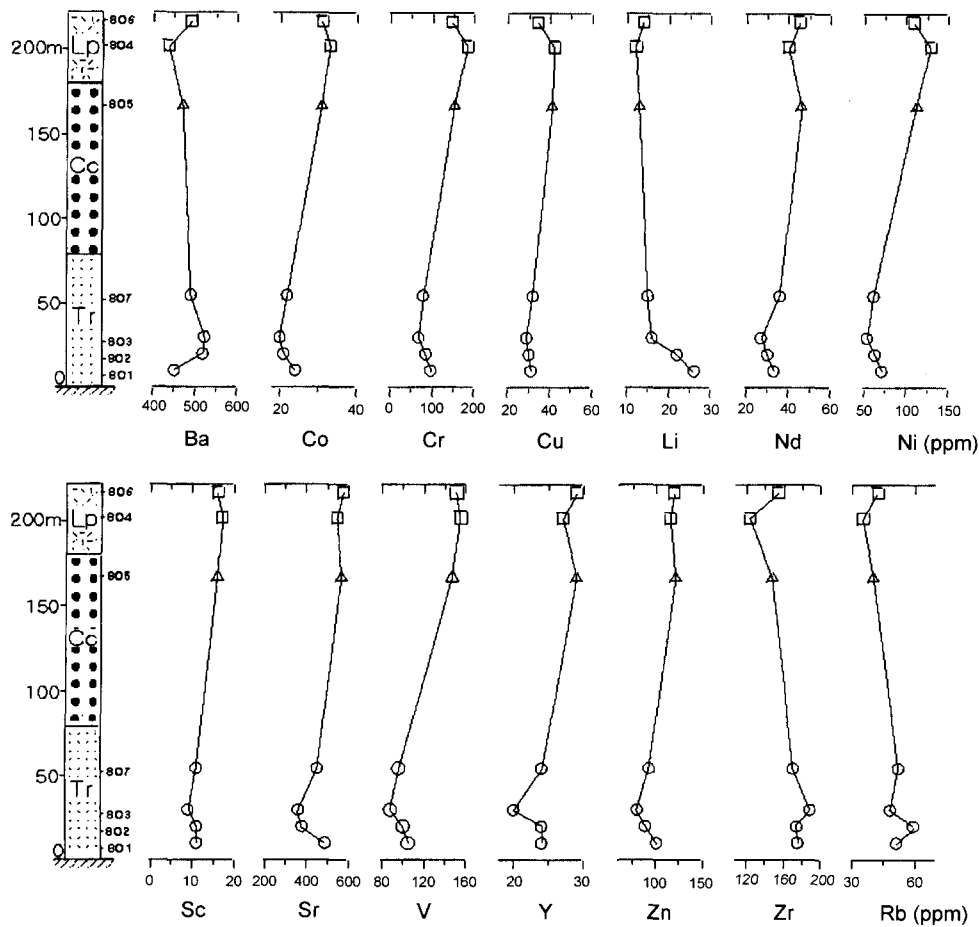 806
Lp
200m
804
805
150
Cc
100
807
50
Tr
803
802
0
801
400 500 600
20 40
0 100 200
20 40 60
10 20 30
20 40 60
50 100 150
Ba Co Cr Cu Li Nd Ni (ppm)
806
Lp
200m
804
805
150
Cc
100
807
50
Tr
803
802
0
801
0 10 20
200 400 600
80 120 160
20 30
100 150
120 160 200
30 60
Sc Sr V Y Zn Zr Rb (ppm)